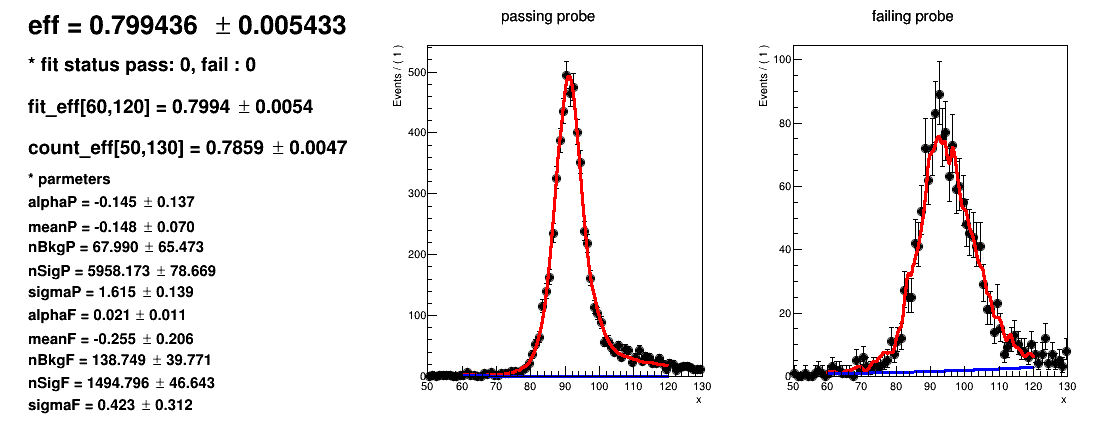 eff = 0.799436 ± 0.005433
* fit status pass: 0, fail : 0
fit_eff[60,120] = 0.7994 ± 0.0054
count_eff[50,130] = 0.7859 ± 0.0047
* parmeters
alphaP = -0.145 ± 0.137
meanP = -0.148 ± 0.070
nBkgP = 67.990 ± 65.473
nSigP = 5958.173 ± 78.669
sigmaP = 1.615 ± 0.139
alphaF = 0.021 ± 0.011
meanF = -0.255 ± 0.206
nBkgF = 138.749 ± 39.771
nSigF = 1494.796 ± 46.643
sigmaF = 0.423 ± 0.312
passing probe
Events / ( 1 )
500
400
300
200
100
0
50 60 70 80 90 100 110 120 130
x
failing probe
Events / ( 1 )
100
80
60
40
20
0
50 60 70 80 90 100 110 120 130
x